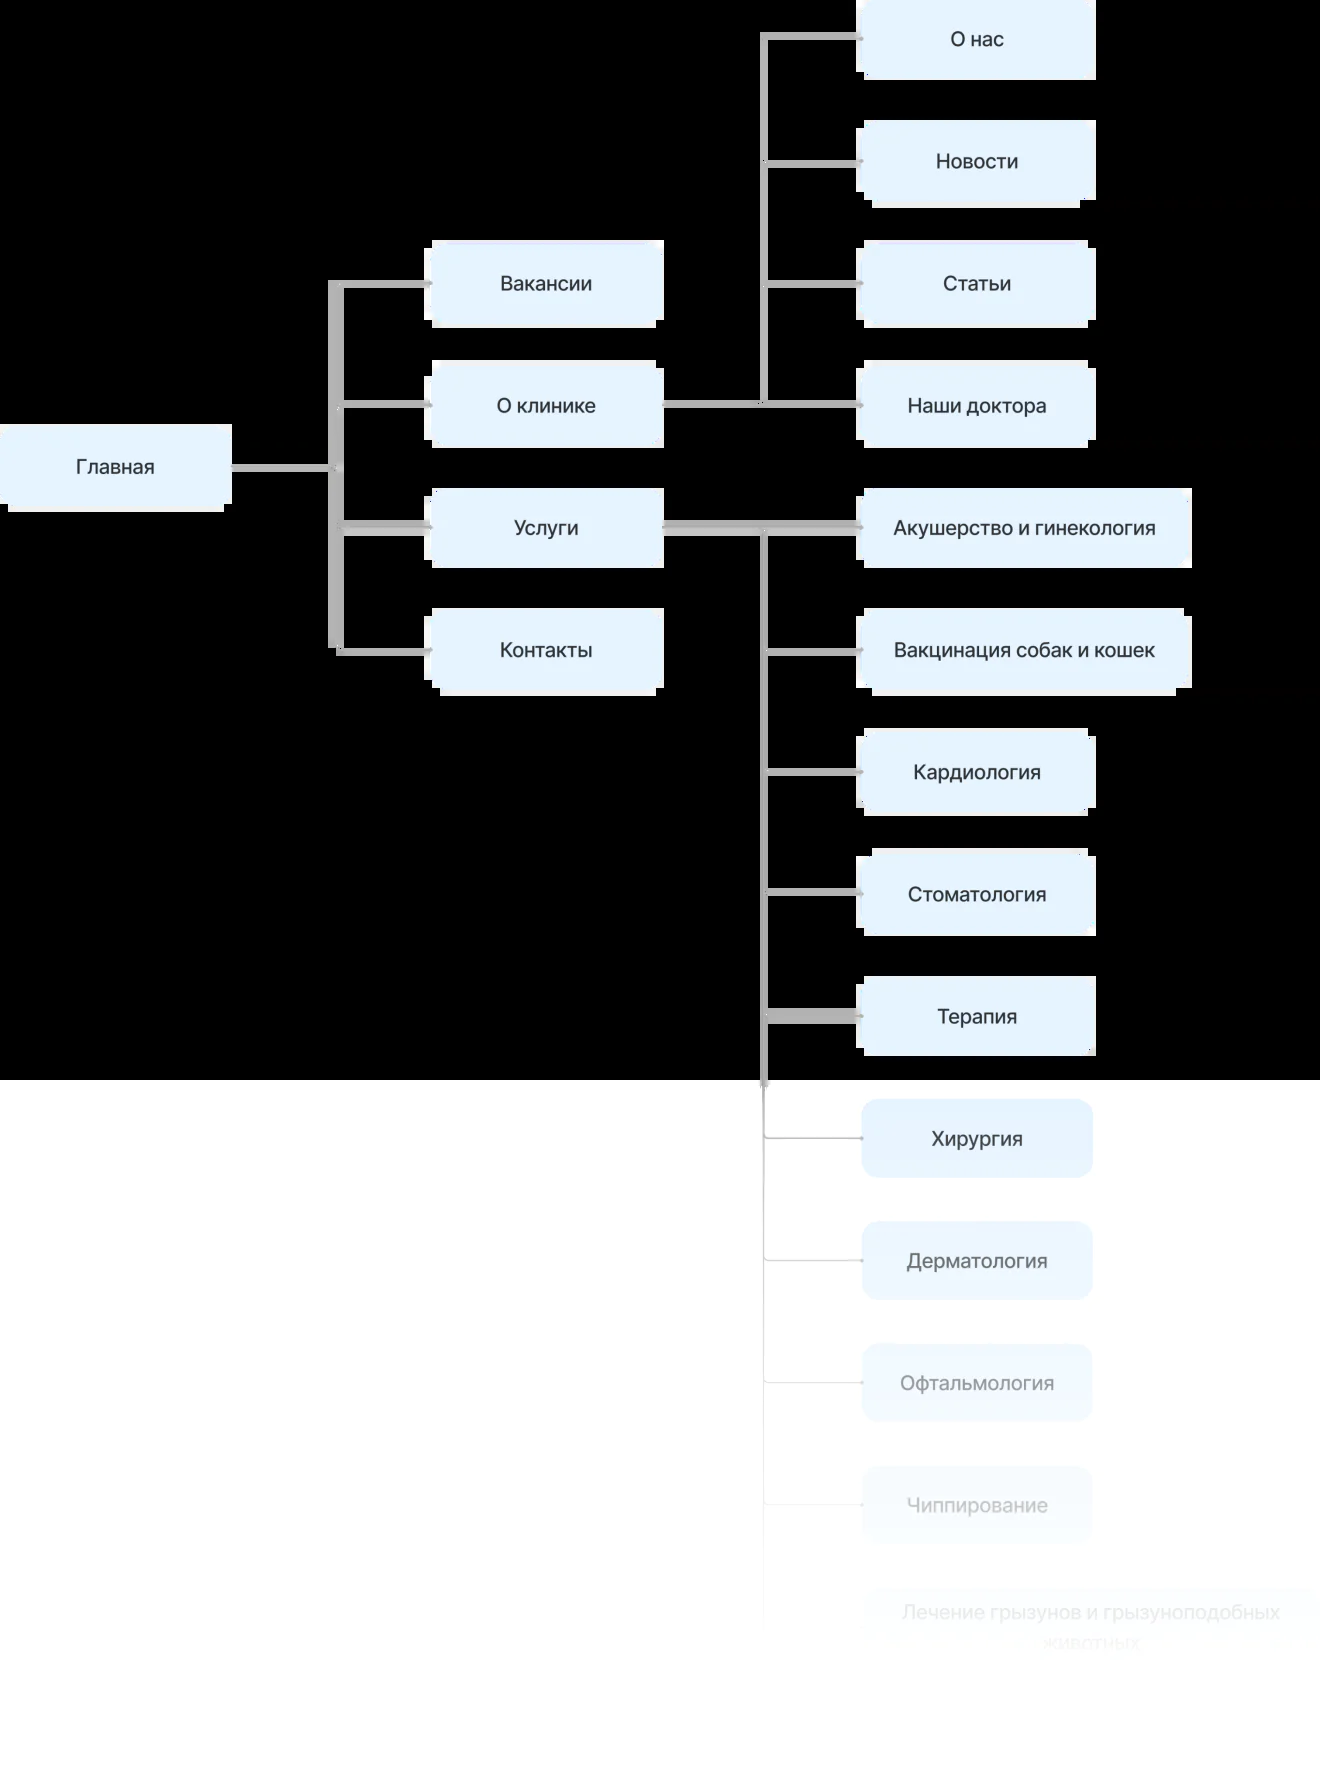 Главная
Вакансии
О клинике
Услуги
Контакты
О нас
Новости
Статьи
Наши доктора
Акушерство и гинекология
Вакцинация собак и кошек
Кардиология
Стоматология
Терапия
Хирургия
Дерматология
Офтальмология
Чиппирование
Лечение грызунов и грызуноподобных
животных